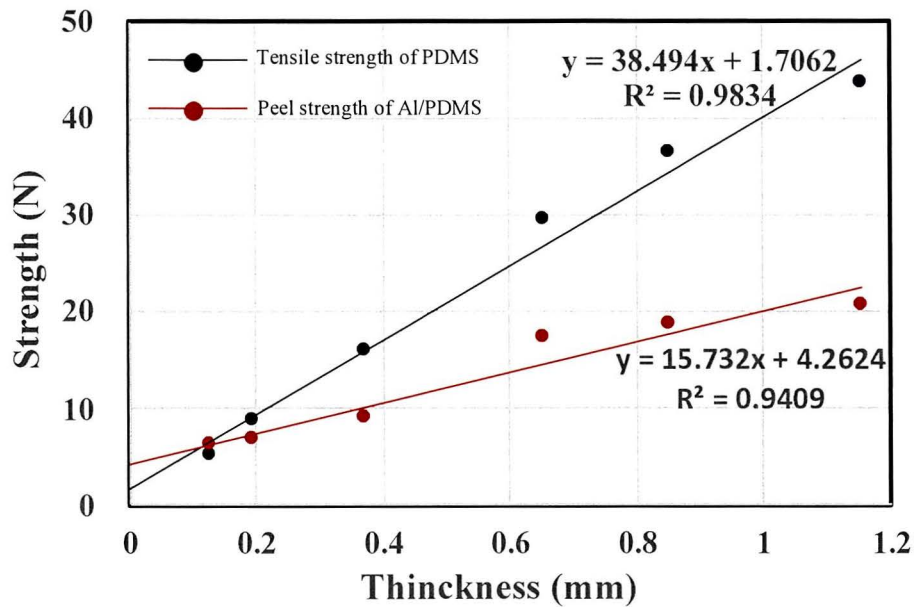 50
Tensile strength of PDMS
y = 38.494x + 1.7062
R² = 0.9834
Peel strength of Al/PDMS
40
30
Strength (N)
20
y = 15.732x + 4.2624
R² = 0.9409
10
0
0 0.2 0.4 0.6 0.8 1 1.2
Thinckness (mm)